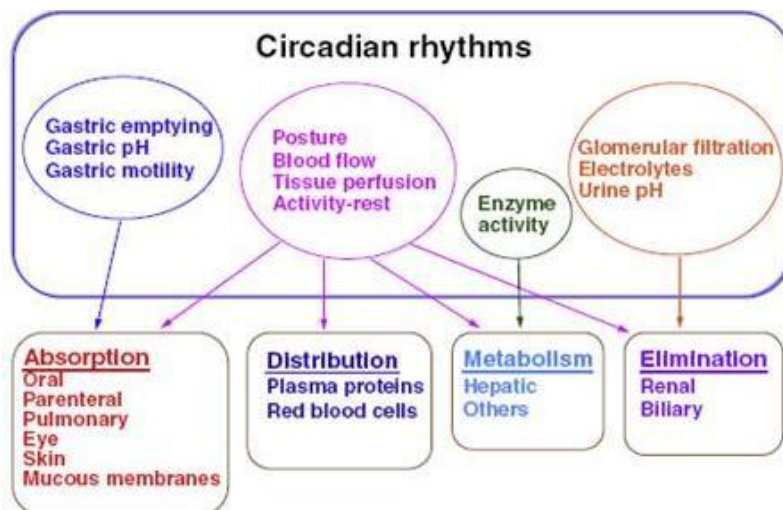 Circadian rhythms
Gastric emptying
Gastric pH
Gastric motility
Posture
Blood flow
Tissue perfusion
Activity-rest
Enzyme
activity
Glomerular filtration
Electrolytes
Urine pH
Absorption
Oral
Parenteral
Pulmonary
Eye
Skin
Mucous membranes
Distribution
Plasma proteins
Red blood cells
Metabolism
Hepatic
Others
Elimination
Renal
Biliary